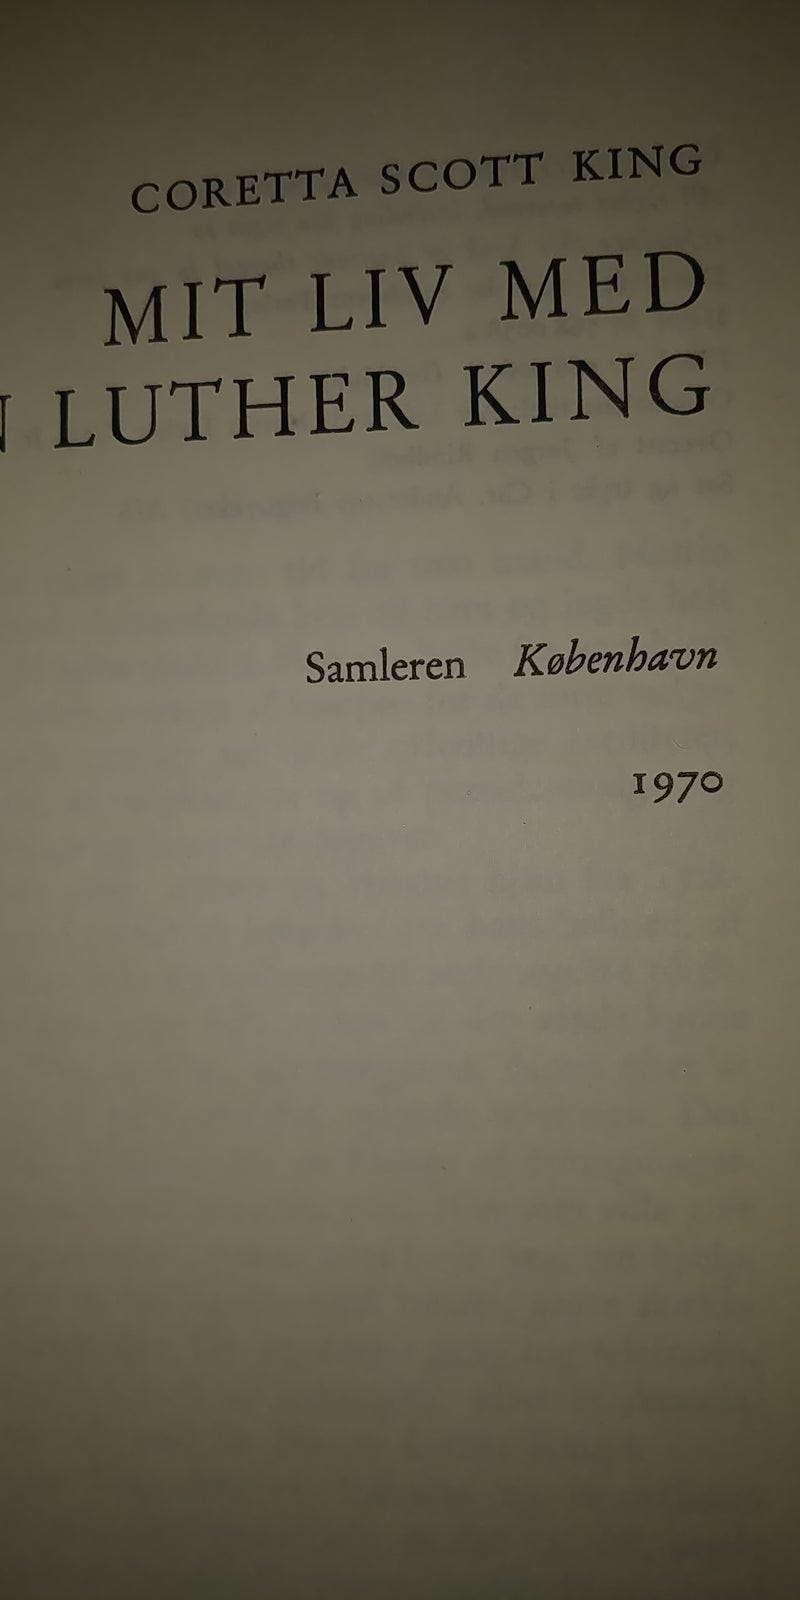 CORETTA SCOTT KING
MIT LIV MED
N LUTHER KING
Samleren København
1970